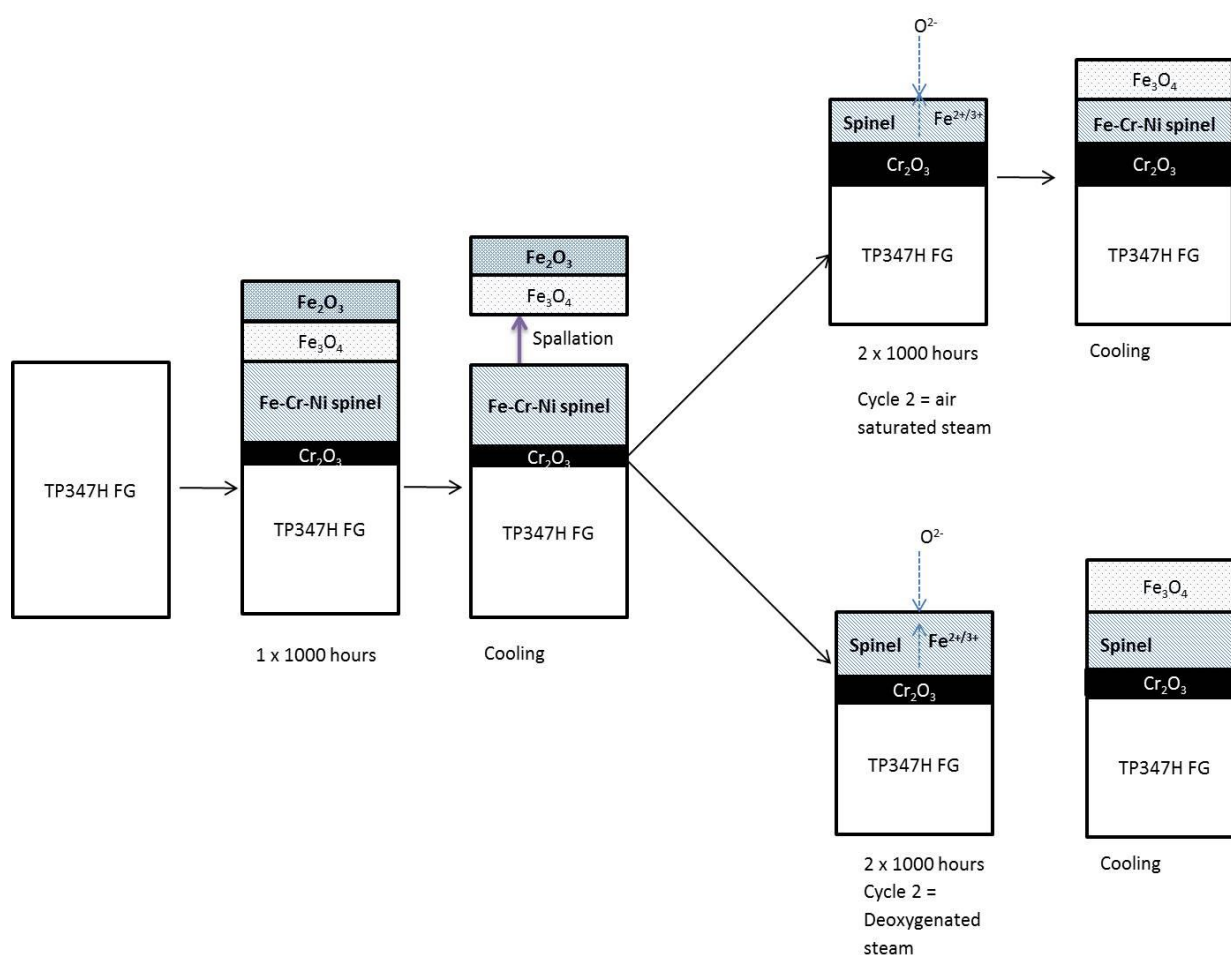 TP347H FG
Fe₂O₃
Fe₃O₄
Fe-Cr-Ni spinel
Cr₂O₃
TP347H FG
1 x 1000 hours
Fe₂O₃
Fe₃O₄
Spallation
Fe-Cr-Ni spinel
Cr₂O₃
TP347H FG
Cooling
O²⁻
Spinel Fe²⁺/³⁺
Cr₂O₃
TP347H FG
2 x 1000 hours
Cycle 2 = air
saturated steam
Fe₃O₄
Fe-Cr-Ni spinel
Cr₂O₃
TP347H FG
Cooling
O²⁻
Spinel Fe²⁺/³⁺
Cr₂O₃
TP347H FG
2 x 1000 hours
Cycle 2 =
Deoxygenated
steam
Fe₃O₄
Spinel
Cr₂O₃
TP347H FG
Cooling